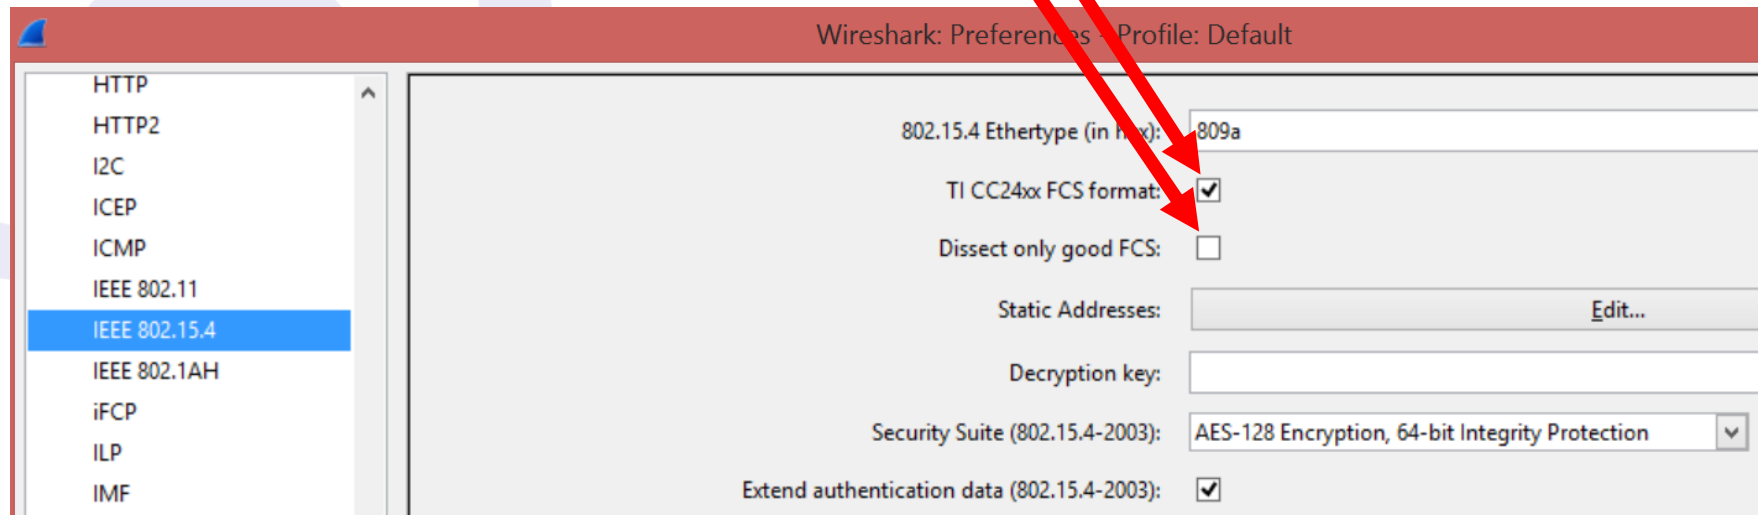 Wireshark: Preferences - Profile: Default
HTTP
HTTP2
I2C
ICEP
ICMP
IEEE 802.11
IEEE 802.15.4
IEEE 802.1AH
iFCP
ILP
IMF
802.15.4 Ethertype (in hex): 809a
TI CC24xx FCS format:
Dissect only good FCS:
Static Addresses: Edit...
Decryption key:
Security Suite (802.15.4-2003): AES-128 Encryption, 64-bit Integrity Protection
Extend authentication data (802.15.4-2003):